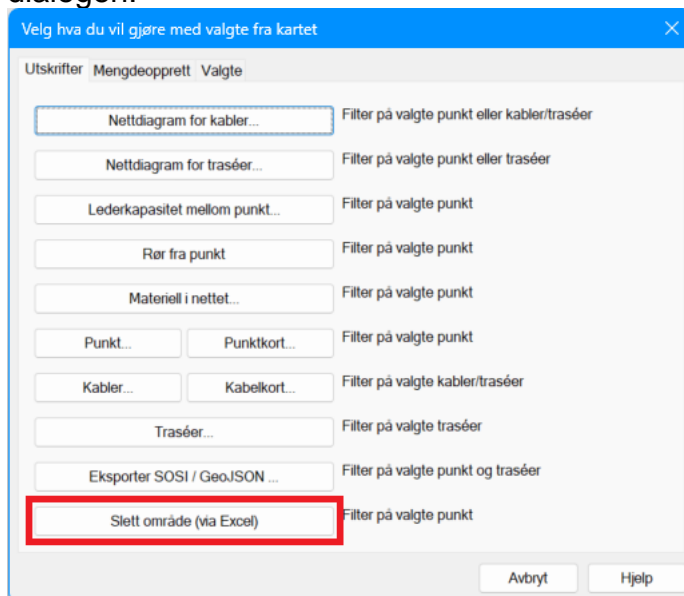 dialogen.
Velg hva du vil gjøre med valgte fra kartet
Utskrifter Mengdeopprett Valgte
Nettdiagram for kabler... Filter på valgte punkt eller kabler/traséer
Nettdiagram for traséer... Filter på valgte punkt eller traséer
Lederkapasitet mellom punkt... Filter på valgte punkt
Rør fra punkt Filter på valgte punkt
Materiell i nettet... Filter på valgte punkt
Punkt... Punktkort... Filter på valgte punkt
Kabler... Kabelkort... Filter på valgte kabler/traséer
Traséer... Filter på valgte traséer
Eksporter SOSI / GeoJSON ... Filter på valgte punkt og traséer
Slett område (via Excel) Filter på valgte punkt
Avbryt Hjelp